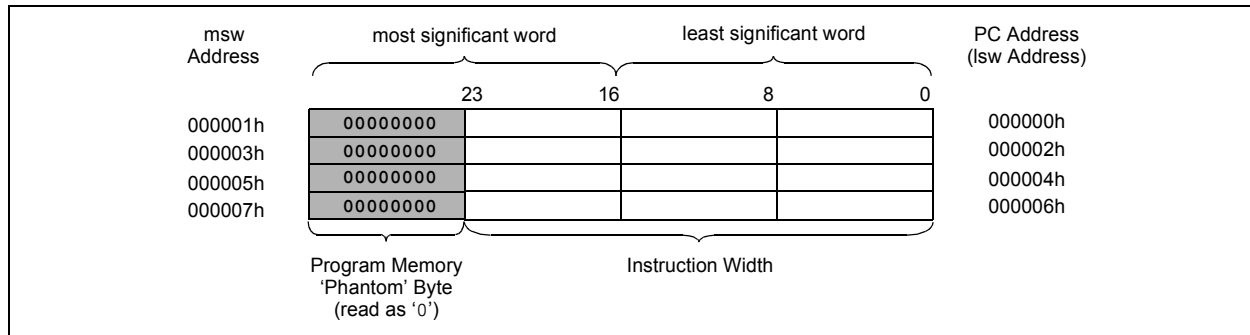 msw
Address
most significant word
least significant word
PC Address
(lsw Address)
23
16
8
0
000001h
00000000
000000h
000003h
00000000
000002h
000005h
00000000
000004h
000007h
00000000
000006h
Program Memory
‘Phantom’ Byte
(read as ‘0’)
Instruction Width